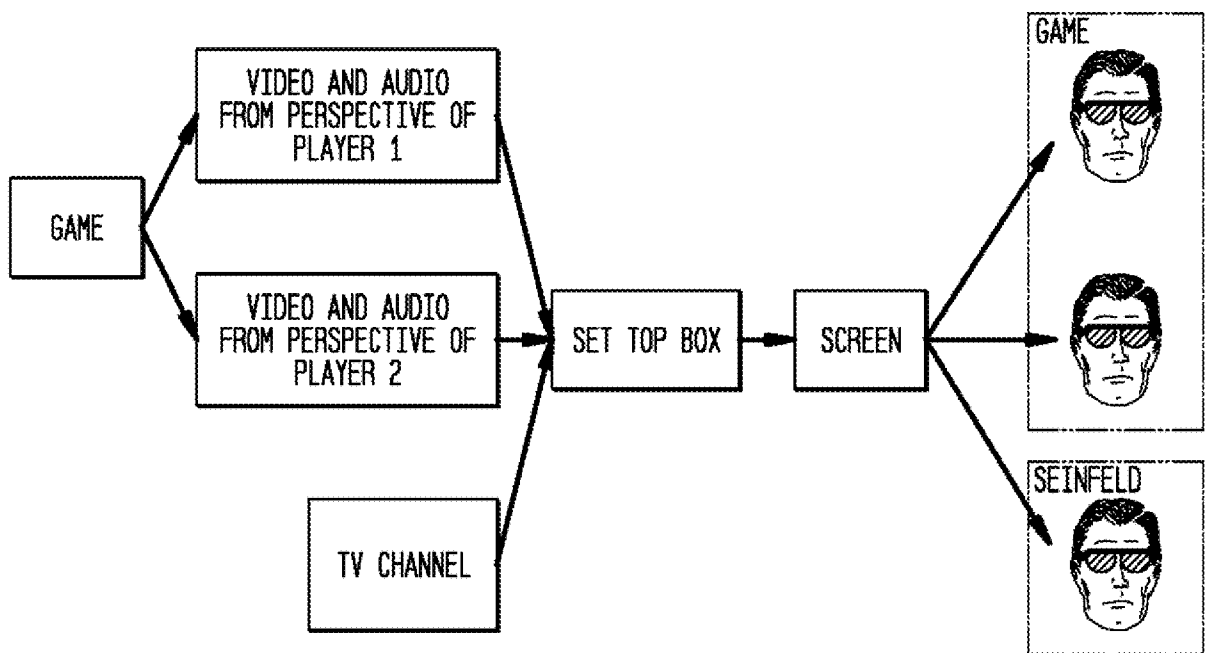 GAME
VIDEO AND AUDIO
FROM PERSPECTIVE OF
PLAYER 1
GAME
VIDEO AND AUDIO
FROM PERSPECTIVE OF
PLAYER 2
SET TOP BOX
SCREEN
TV CHANNEL
SEINFELD